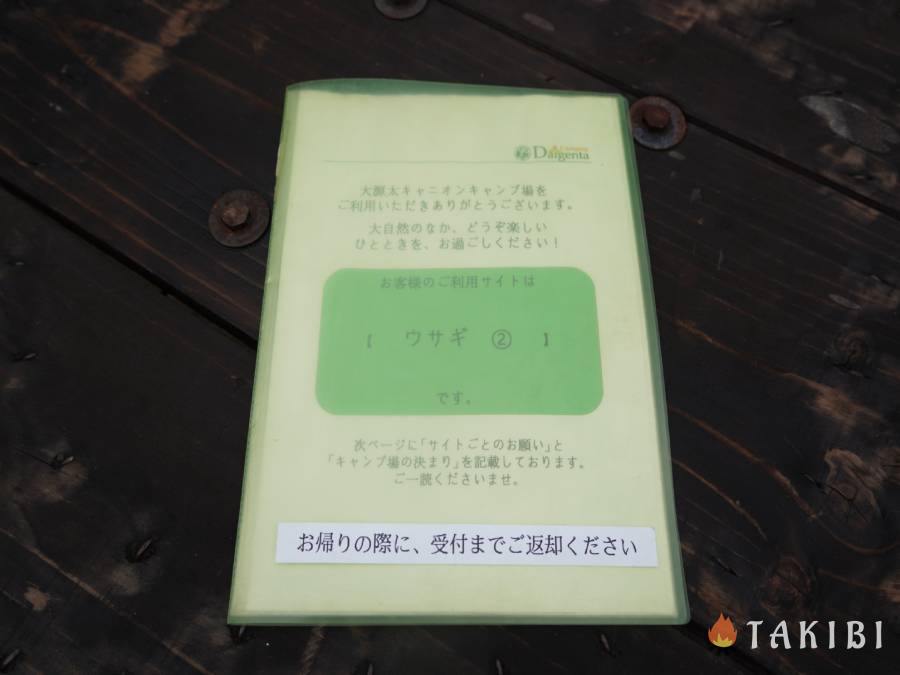 Daigenta
大源太キャニオンキャンプ場を
ご利用いただきありがとうございます。
大自然のなか、どうぞ楽しい
ひとときを、お過ごしください！
お客様のご利用サイトは
【 ウサギ ② 】
です。
次ページに「サイトごとのお願い」と
「キャンプ場の決まり」を記載しております。
ご一読くださいませ。
お帰りの際に、受付までご返却ください
TAKIBI